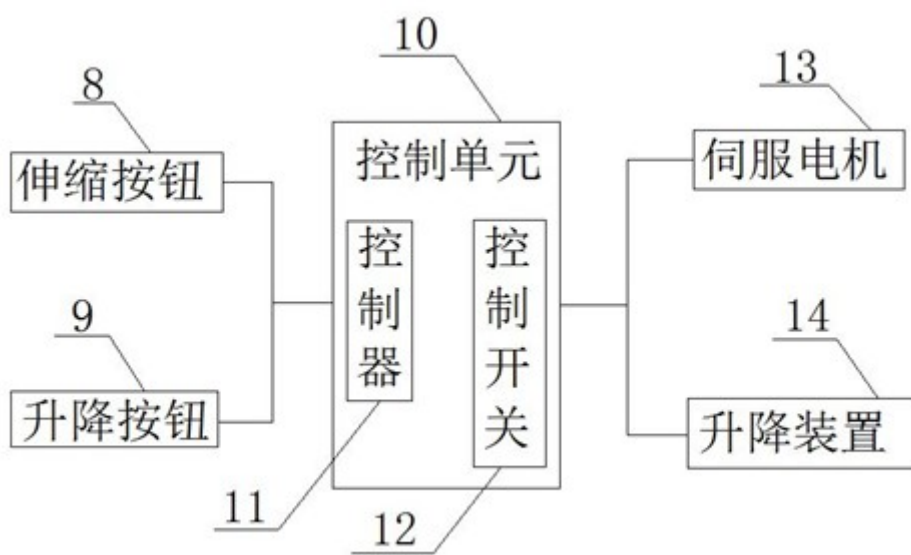 10
8
13
伸缩按钮
控制单元
伺服电机
控制器
控制开关
9
14
升降按钮
升降装置
11
12